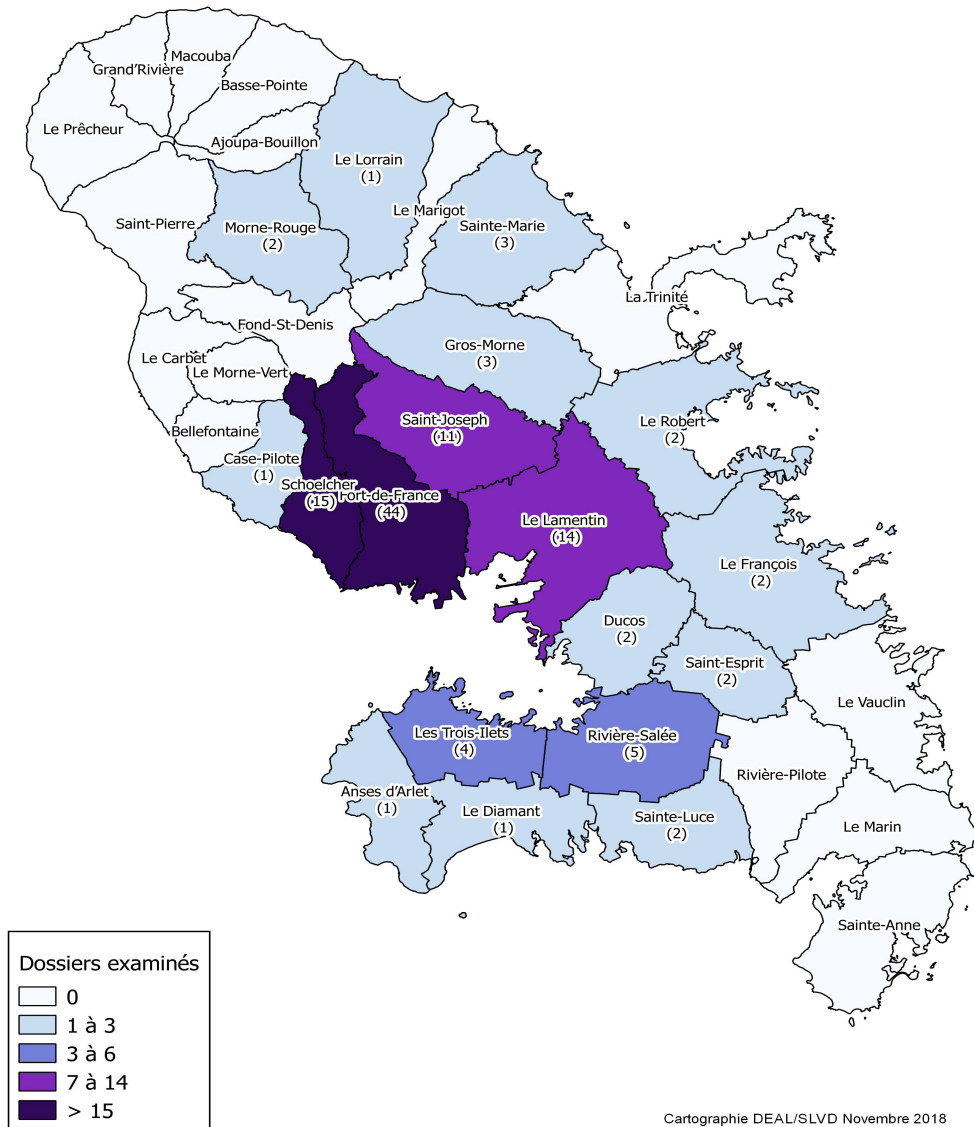 Macouba
Grand'Rivière
Basse-Pointe
Le Prêcheur
Ajoupa-Bouillon
Le Lorrain
(1)
Le Marigot
Saint-Pierre
Morne-Rouge
(2)
Sainte-Marie
(3)
La Trinité
Fond-St-Denis
Gros-Morne
(3)
Le Carbet
Le Morne-Vert
Bellefontaine
Saint-Joseph
(11)
Le Robert
(2)
Case-Pilote
(1)
Schoelcher
(15)
Fort-de-France
(44)
Le Lamentin
(14)
Le François
(2)
Ducos
(2)
Saint-Esprit
(2)
Le Vauclin
Les Trois-Ilets
(4)
Rivière-Salée
(5)
Rivière-Pilote
Anses d'Arlet
(1)
Le Diamant
(1)
Sainte-Luce
(2)
Le Marin
Sainte-Anne
Dossiers examinés
0
1 à 3
3 à 6
7 à 14
> 15
Cartographie DEAL/SLVD Novembre 2018